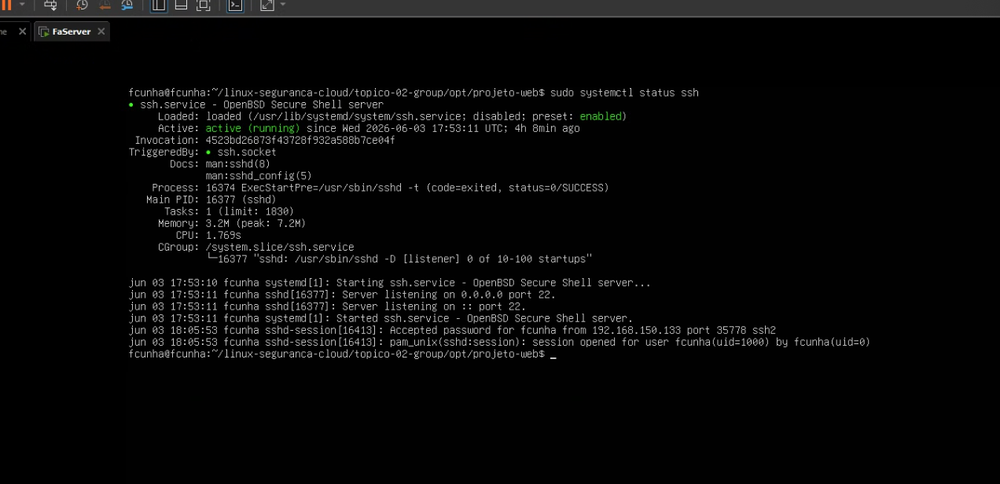 FaServer
fcunha@fcunha:~/linux-seguranca-cloud/topico-02-group/opt/projeto-web$ sudo systemctl status ssh
● ssh.service - OpenBSD Secure Shell server
Loaded: loaded (/usr/lib/systemd/system/ssh.service; disabled; preset: enabled)
Active: active (running) since Wed 2026-06-03 17:53:11 UTC; 4h 8min ago
Invocation: 4523bd26873f43728f932a588b7ce04f
TriggeredBy: ● ssh.socket
Docs: man:sshd(8)
man:sshd_config(5)
Process: 16374 ExecStartPre=/usr/sbin/sshd -t (code=exited, status=0/SUCCESS)
Main PID: 16377 (sshd)
Tasks: 1 (limit: 1830)
Memory: 3.2M (peak: 7.2M)
CPU: 1.769s
CGroup: /system.slice/ssh.service
└─16377 "sshd: /usr/sbin/sshd -D [listener] 0 of 10-100 startups"
jun 03 17:53:10 fcunha systemd[1]: Starting ssh.service - OpenBSD Secure Shell server...
jun 03 17:53:11 fcunha sshd[16377]: Server listening on 0.0.0.0 port 22.
jun 03 17:53:11 fcunha sshd[16377]: Server listening on :: port 22.
jun 03 17:53:11 fcunha systemd[1]: Started ssh.service - OpenBSD Secure Shell server.
jun 03 18:05:53 fcunha sshd-session[16413]: Accepted password for fcunha from 192.168.150.133 port 35778 ssh2
jun 03 18:05:53 fcunha sshd-session[16413]: pam_unix(sshd:session): session opened for user fcunha(uid=1000) by fcunha(uid=0)
fcunha@fcunha:~/linux-seguranca-cloud/topico-02-group/opt/projeto-web$ _